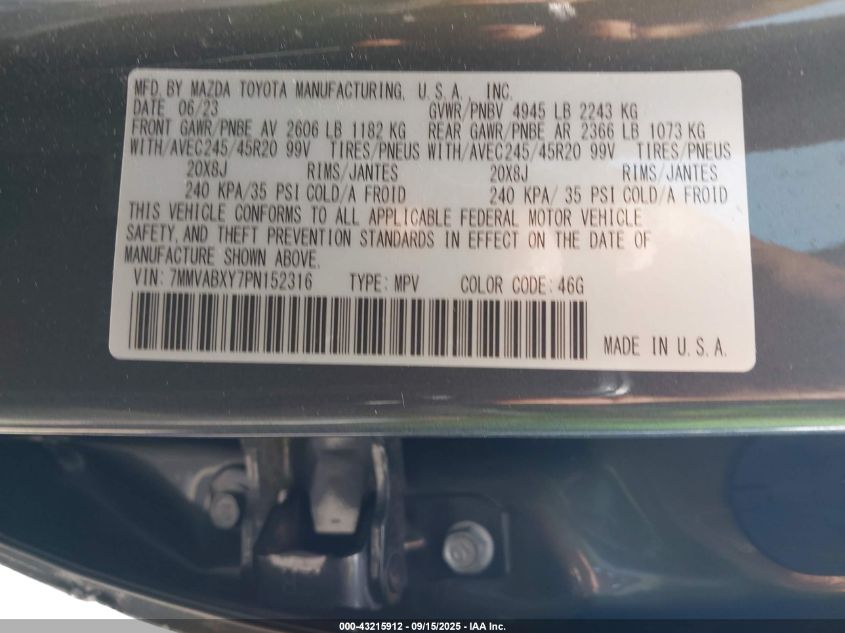 MFD. BY MAZDA TOYOTA MANUFACTURING, U.S.A., INC.
DATE 06/23 GVWR/PNBV 4945 LB 2243 KG
FRONT GAWR/PNBE AV 2606 LB 1182 KG REAR GAWR/PNBE AR 2366 LB 1073 KG
WITH/AVEC245/45R20 99V TIRES/PNEUS WITH/AVEC245/45R20 99V TIRES/PNEUS
20X8J RIMS/JANTES 20X8J RIMS/JANTES
240 KPA/35 PSI COLD/A FROID 240 KPA/ 35 PSI COLD/A FROID
THIS VEHICLE CONFORMS TO ALL APPLICABLE FEDERAL MOTOR VEHICLE
SAFETY, AND THEFT PREVENTION STANDARDS IN EFFECT ON THE DATE OF
MANUFACTURE SHOWN ABOVE.
VIN: 7MMVABXY7PN152316 TYPE: MPV COLOR CODE: 46G
MADE IN U.S.A.
000-43215912 - 09/15/2025 - IAA Inc.